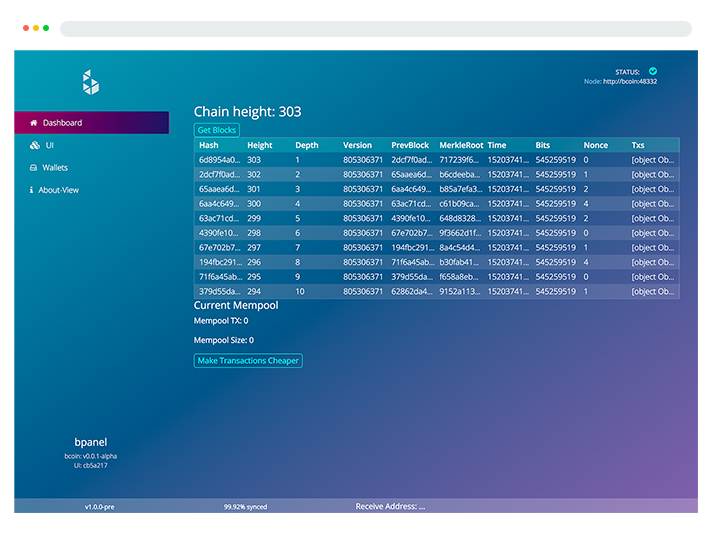 STATUS:
Node: http://bcoin:48332
Dashboard
UI
Wallets
About-View
Chain height: 303
Get Blocks
Hash Height Depth Version PrevBlock MerkleRoot Time Bits Nonce Txs
6d8954a0... 303 1 805306371 2dcf7f0ad... 717239f6... 15203741... 545259519 0 [object Ob...
2dcf7f0ad... 302 2 805306371 65aaea6d... b6cdeeba... 15203741... 545259519 1 [object Ob...
65aaea6d... 301 3 805306371 6aa4c649... b85a7efa3... 15203741... 545259519 2 [object Ob...
6aa4c649... 300 4 805306371 63ac71cd... c61b09ca... 15203741... 545259519 4 [object Ob...
63ac71cd... 299 5 805306371 4390fe10... 648d8328... 15203741... 545259519 2 [object Ob...
4390fe10... 298 6 805306371 67e702b7... 9f3662d1f... 15203741... 545259519 0 [object Ob...
67e702b7... 297 7 805306371 194fbc291... 8a4c54d4... 15203741... 545259519 1 [object Ob...
194fbc291... 296 8 805306371 71f6a45ab... b30fab41... 15203741... 545259519 4 [object Ob...
71f6a45ab... 295 9 805306371 379d55da... f658a8eb... 15203741... 545259519 0 [object Ob...
379d55da... 294 10 805306371 62862da4... 9152a113... 15203741... 545259519 1 [object Ob...
Current Mempool
Mempool TX: 0
Mempool Size: 0
Make Transactions Cheaper
bpanel
bcoin: v0.0.1-alpha
UI: cb5a217
v1.0.0-pre 99.92% synced Receive Address: ...